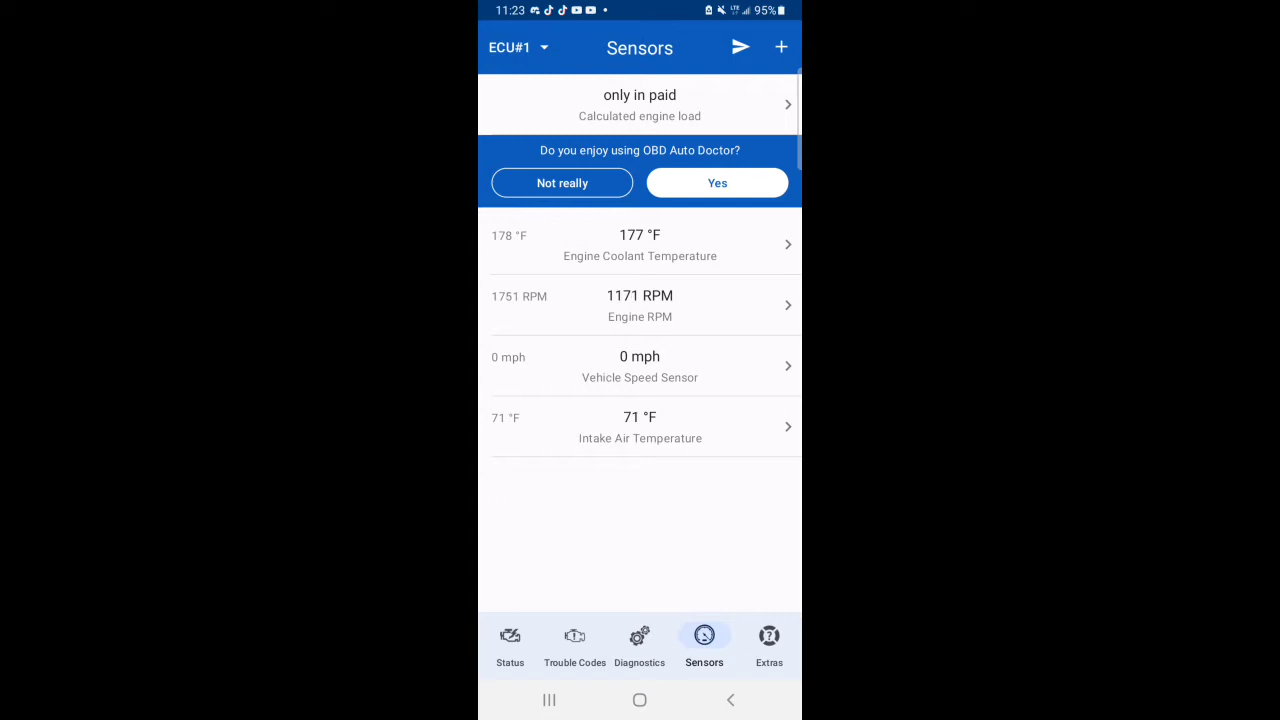 11:23 LTE 95%
ECU#1 Sensors
only in paid
Calculated engine load
Do you enjoy using OBD Auto Doctor?
Not really Yes
178 °F 177 °F
Engine Coolant Temperature
1751 RPM 1171 RPM
Engine RPM
0 mph 0 mph
Vehicle Speed Sensor
71 °F 71 °F
Intake Air Temperature
Status Trouble Codes Diagnostics Sensors Extras